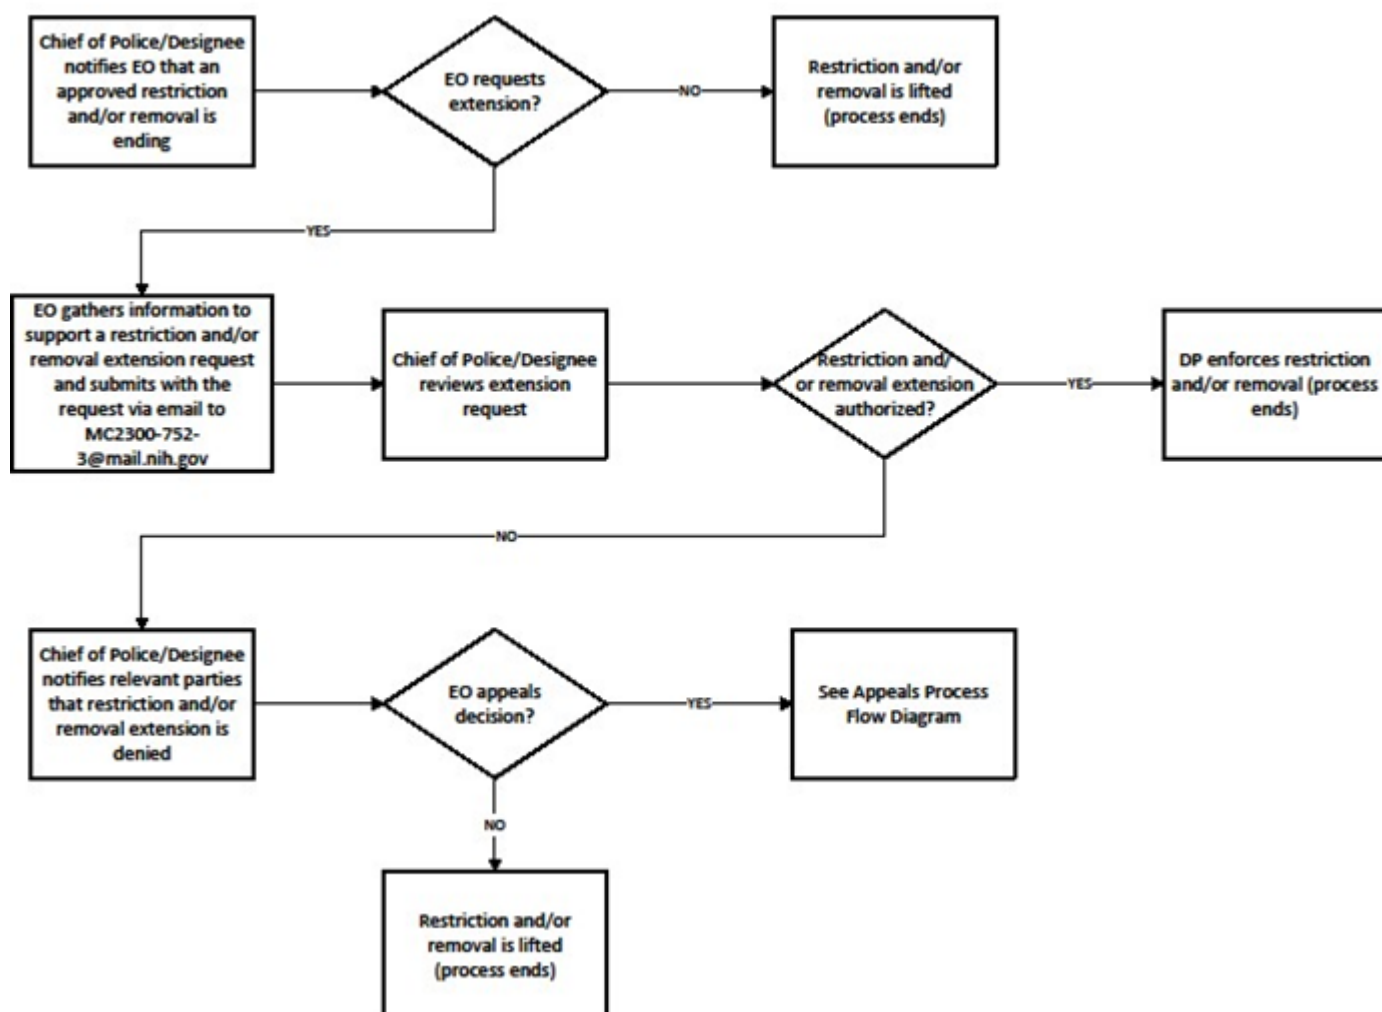 Chief of Police/Designee
notifies EO that an
approved restriction
and/or removal is
ending
EO requests
extension?
NO
Restriction and/or
removal is lifted
(process ends)
YES
EO gathers information to
support a restriction and/or
removal extension request
and submits with the
request via email to
MC2300-752-
3@mail.nih.gov
Chief of Police/Designee
reviews extension
request
Restriction and/
or removal extension
authorized?
YES
DP enforces restriction
and/or removal (process
ends)
NO
Chief of Police/Designee
notifies relevant parties
that restriction and/or
removal extension is
denied
EO appeals
decision?
YES
See Appeals Process
Flow Diagram
NO
Restriction and/or
removal is lifted
(process ends)